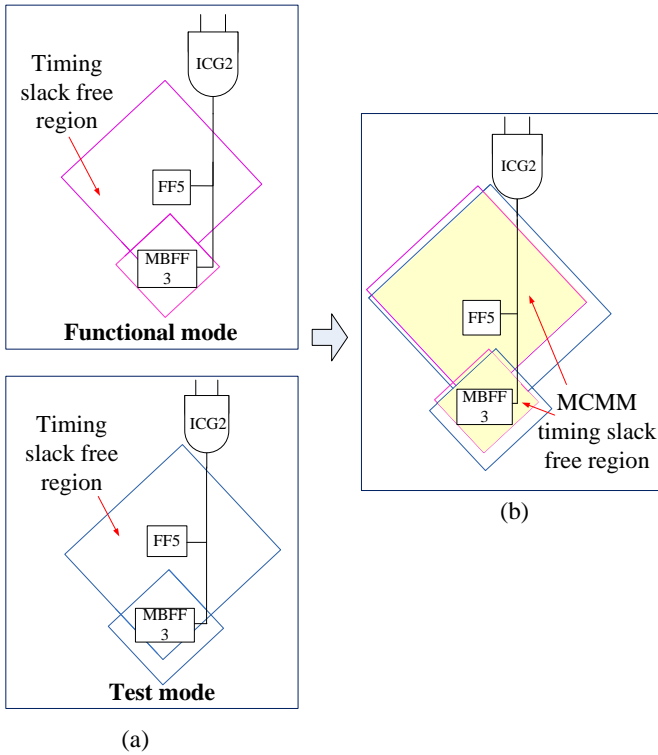 ICG2
Timing
slack free
region
FF5
MBFF
3
Functional mode
ICG2
Timing
slack free
region
FF5
MBFF
3
Test mode
(a)
ICG2
FF5
MBFF
3
MCMM
timing slack
free region
(b)